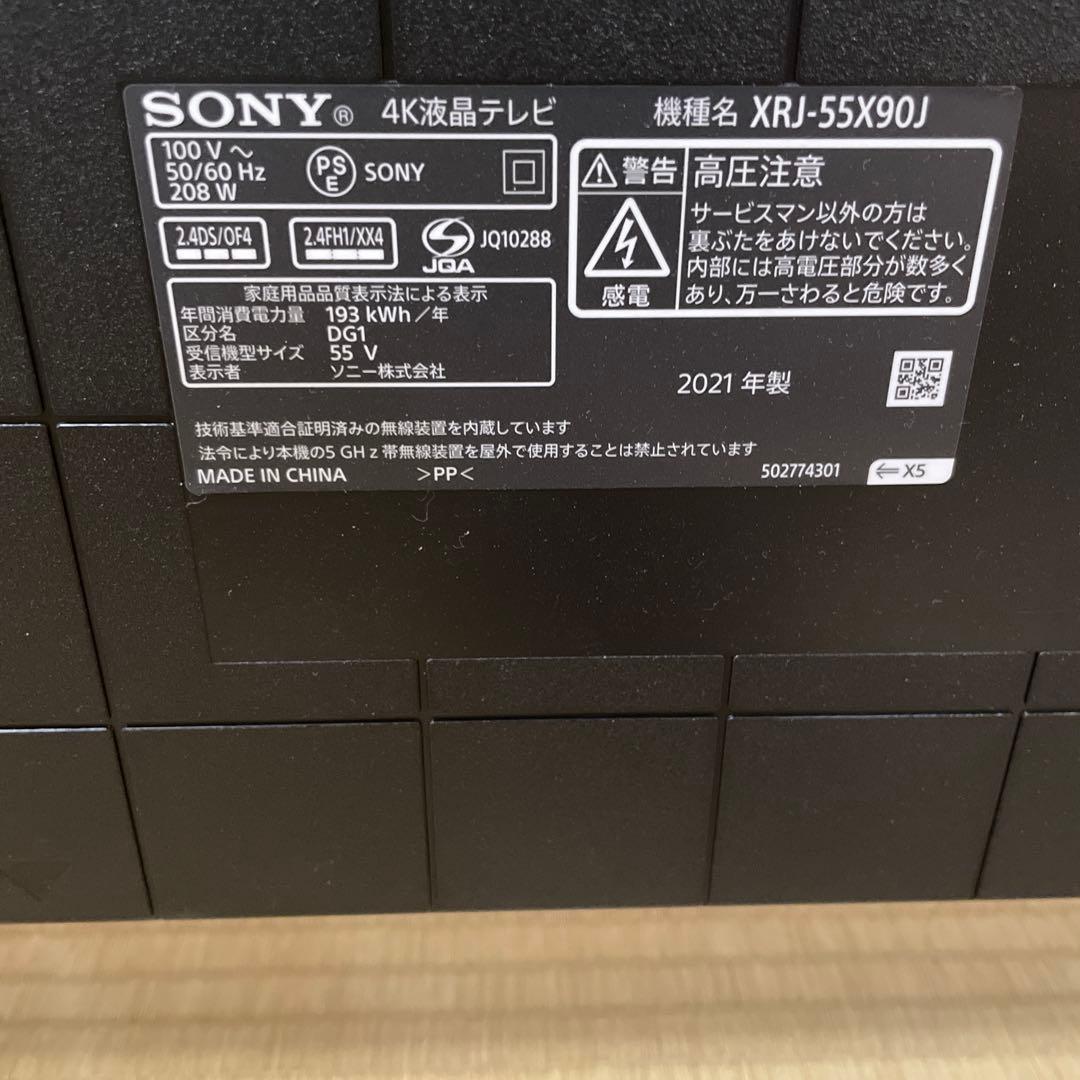 SONY® 4K液晶テレビ 機種名 XRJ-55X90J
100 V ～
50/60 Hz
208 W
PSE SONY
2.4DS/OF4 2.4FH1/XX4 JQA JQ10288
家庭用品品質表示法による表示
年間消費電力量 193 kWh／年
区分名 DG1
受信機型サイズ 55 V
表示者 ソニー株式会社
警告 高圧注意
感電
サービスマン以外の方は
裏ぶたをあけないでください。
内部には高電圧部分が数多く
あり、万一さわると危険です。
2021 年製
技術基準適合証明済みの無線装置を内蔵しています
法令により本機の5 GHz帯無線装置を屋外で使用することは禁止されています
MADE IN CHINA >PP< 502774301 ⇐ X5